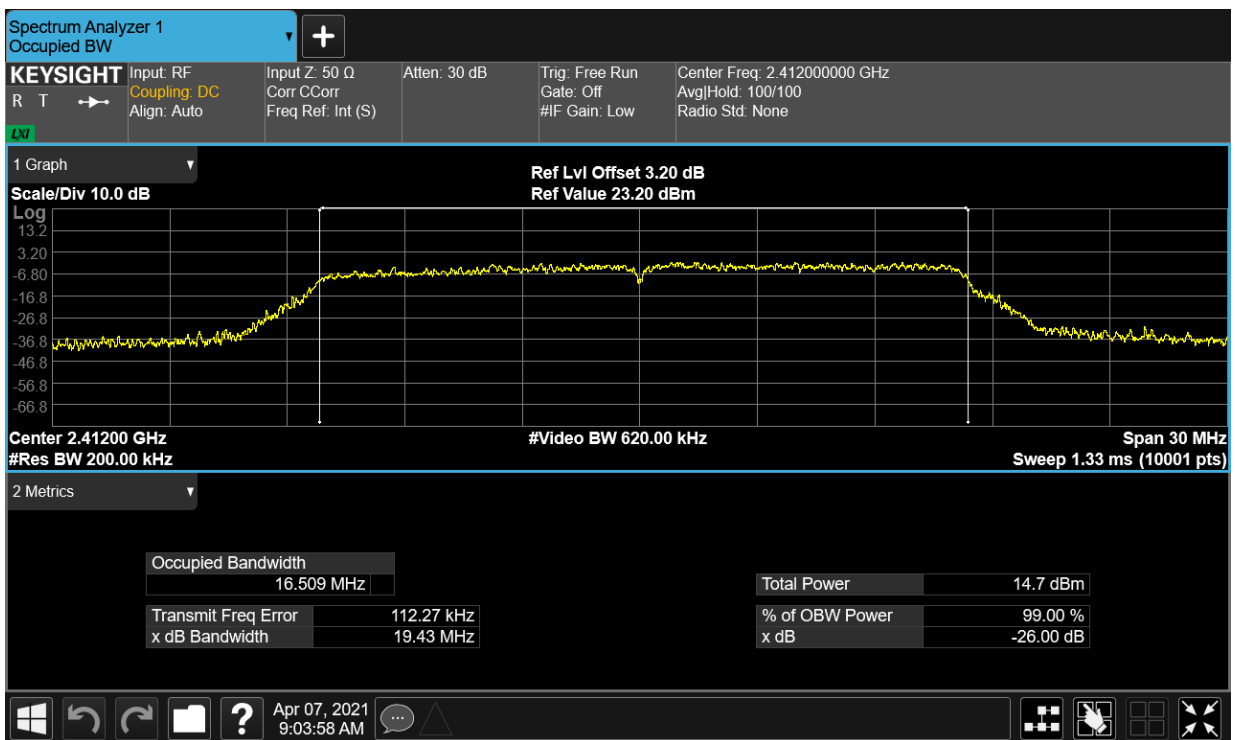 Spectrum Analyzer 1
Occupied BW
+
KEYSIGHT
R T
LXI
Input: RF
Coupling: DC
Align: Auto
Input Z: 50 Ω
Corr CCorr
Freq Ref: Int (S)
Atten: 30 dB
Trig: Free Run
Gate: Off
#IF Gain: Low
Center Freq: 2.412000000 GHz
Avg|Hold: 100/100
Radio Std: None
1 Graph
Scale/Div 10.0 dB
Ref Lvl Offset 3.20 dB
Ref Value 23.20 dBm
Log
13.2
3.20
-6.80
-16.8
-26.8
-36.8
-46.8
-56.8
-66.8
Center 2.41200 GHz
#Video BW 620.00 kHz
Span 30 MHz
#Res BW 200.00 kHz
Sweep 1.33 ms (10001 pts)
2 Metrics
Occupied Bandwidth
16.509 MHz
Total Power 14.7 dBm
Transmit Freq Error 112.27 kHz
% of OBW Power 99.00 %
x dB Bandwidth 19.43 MHz
x dB -26.00 dB
?
Apr 07, 2021
9:03:58 AM